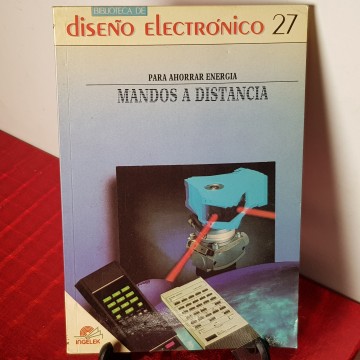 BIBLIOTECA DE
diseño electrónico 27
PARA AHORRAR ENERGIA
MANDOS A DISTANCIA
INGELEK